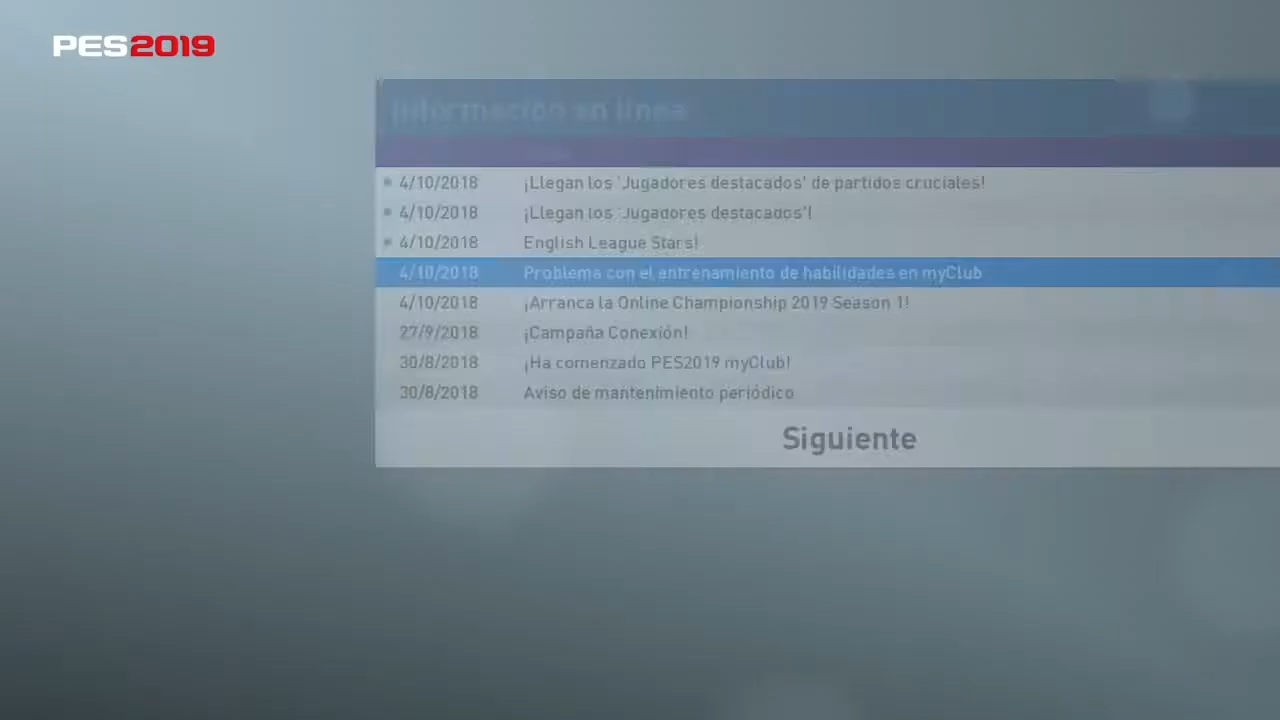 PES2019
Información en línea
4/10/2018 ¡Llegan los 'Jugadores destacados' de partidos cruciales!
4/10/2018 ¡Llegan los 'Jugadores destacados'!
4/10/2018 English League Stars!
4/10/2018 Problema con el entrenamiento de habilidades en myClub
4/10/2018 ¡Arranca la Online Championship 2019 Season 1!
27/9/2018 ¡Campaña Conexión!
30/8/2018 ¡Ha comenzado PES2019 myClub!
30/8/2018 Aviso de mantenimiento periódico
Siguiente